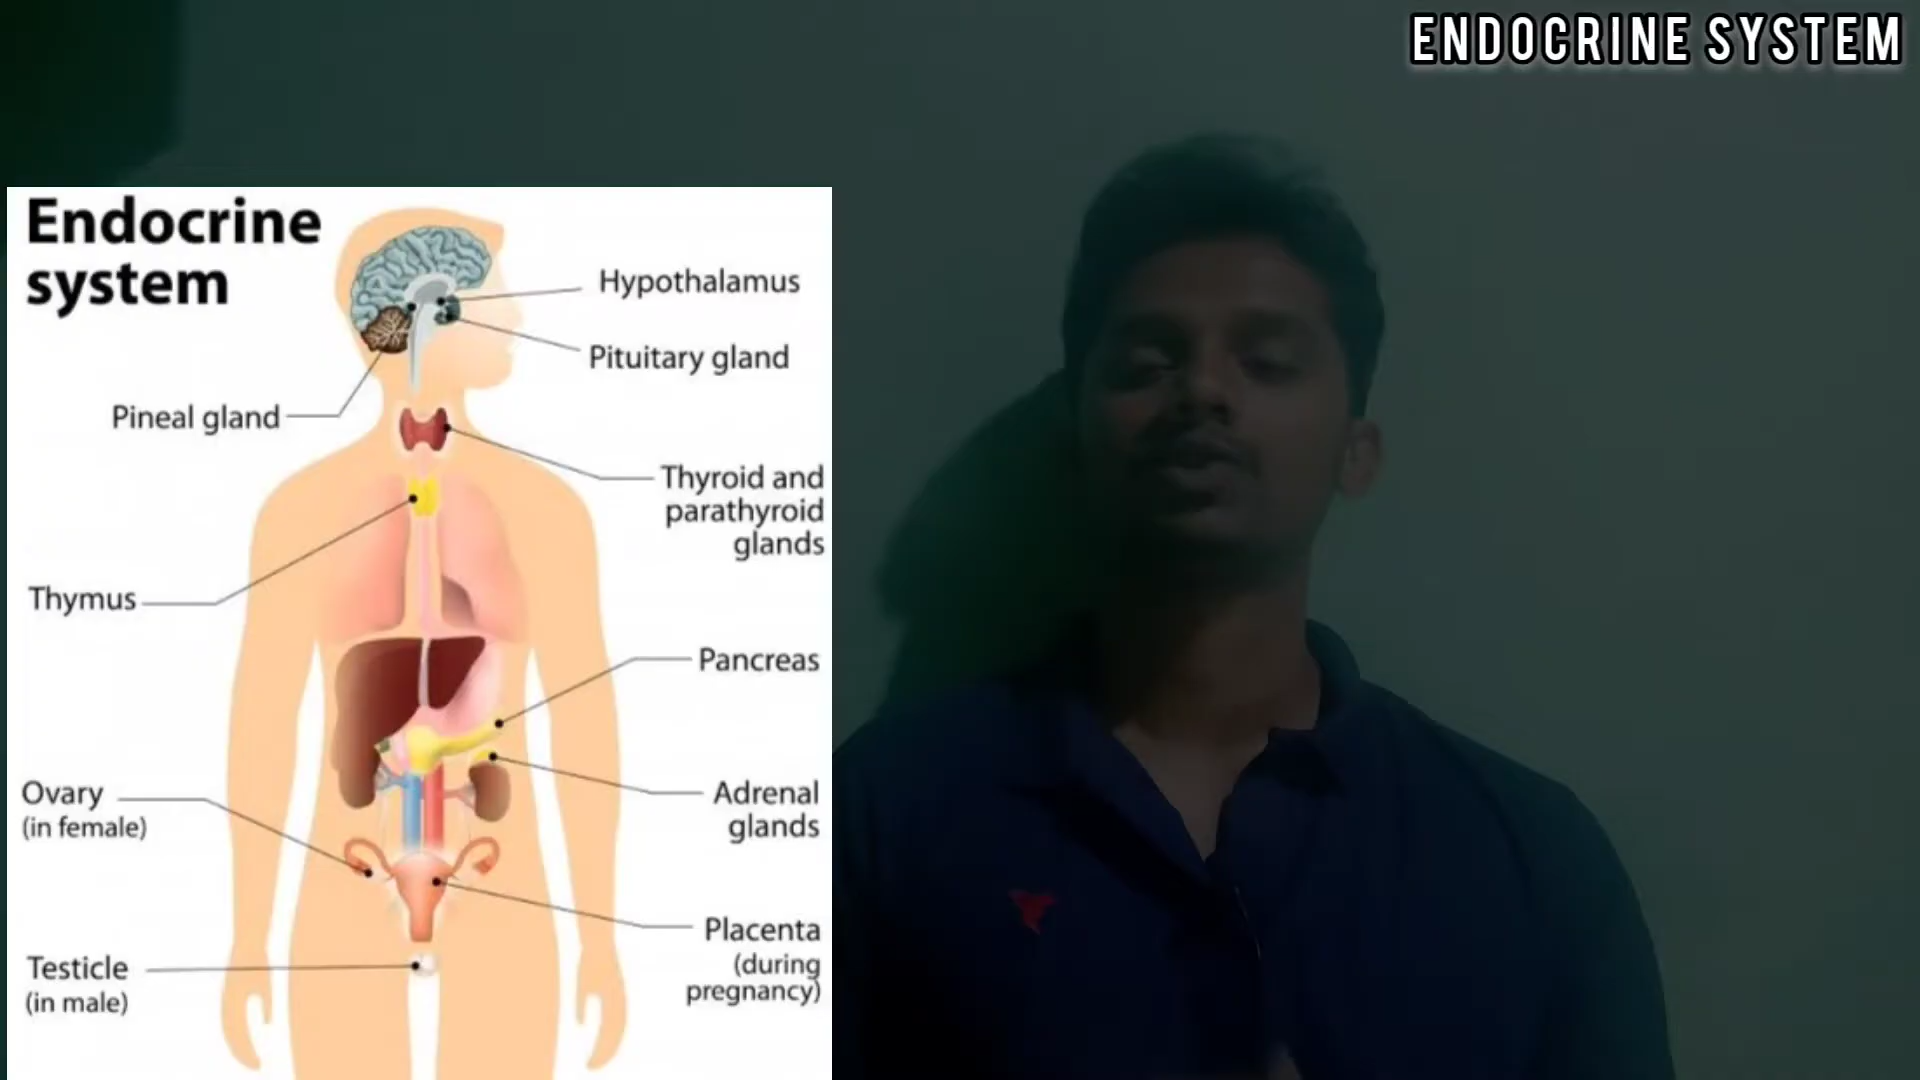 ENDOCRINE SYSTEM
Endocrine
system
Hypothalamus
Pituitary gland
Pineal gland
Thyroid and
parathyroid
glands
Thymus
Pancreas
Ovary
(in female)
Adrenal
glands
Placenta
(during
pregnancy)
Testicle
(in male)